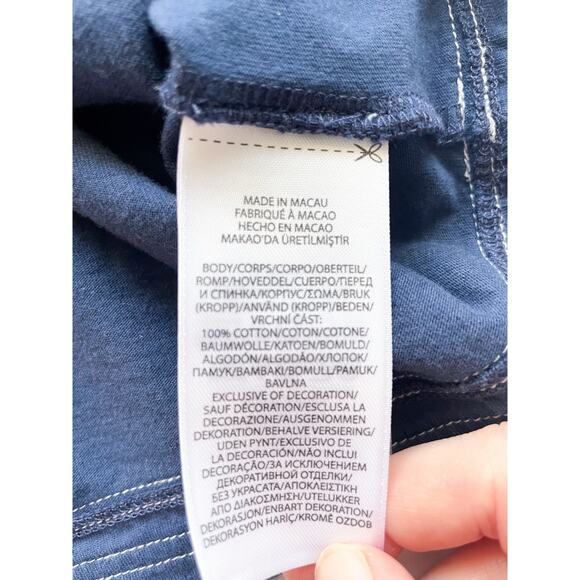 MADE IN MACAU
FABRIQUÉ À MACAO
HECHO EN MACAO
MAKAO'DA ÜRETİLMİŞTİR
BODY/CORPS/CORPO/OBERTEIL/
ROMP/HOVEDDEL/CUERPO/ПЕРЕД
И СПИНКА/КОРПУС/ΣΩΜΑ/BRUK
(KROPP)/ANVÄND (KROPP)/BEDEN/
VRCHNÍ ČÁST:
100% COTTON/COTON/COTONE/
BAUMWOLLE/KATOEN/BOMULD/
ALGODÓN/ALGODÃO/ХЛОПОК/
ПАМУК/ΒΑΜΒΑΚΙ/BOMULL/PAMUK/
BAVLNA
EXCLUSIVE OF DECORATION/
SAUF DÉCORATION/ESCLUSA LA
DECORAZIONE/AUSGENOMMEN
DEKORATION/BEHALVE VERSIERING/
UDEN PYNT/EXCLUSIVO DE
LA DECORACIÓN/NÃO INCLUI
DECORAÇÃO/ЗА ИСКЛЮЧЕНИЕМ
ДЕКОРАТИВНОЙ ОТДЕЛКИ/
БЕЗ УКРАСАТА/ΑΠΟΚΛΕΙΣΤΙΚΗ
ΑΠΟ ΔΙΑΚΟΣΜΗΣΗ/UTELUKKER
DEKORASJON/ENBART DEKORATION/
DEKORASYON HARİÇ/KROMĚ OZDOB